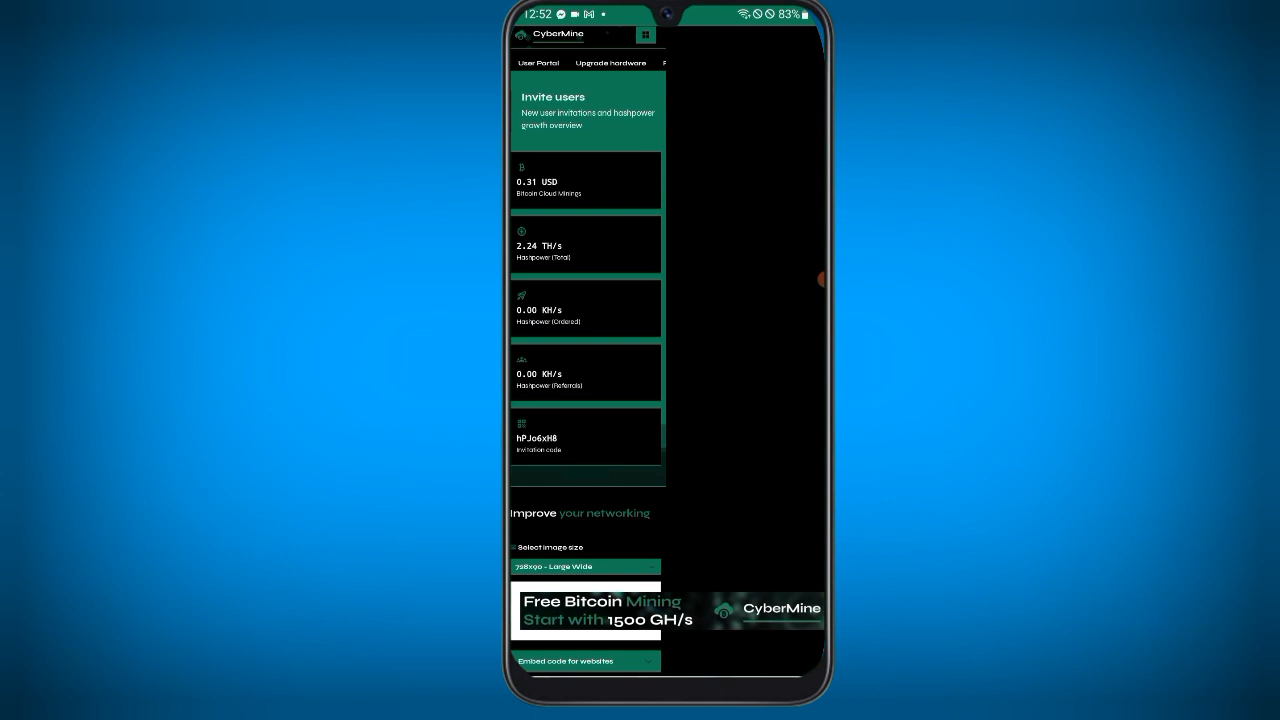 12:52
83%
CyberMine
User Portal Upgrade hardware
Invite users
New user invitations and hashpower
growth overview
0.31 USD
Bitcoin Cloud Minings
2.24 TH/s
Hashpower (Total)
0.00 KH/s
Hashpower (Ordered)
0.00 KH/s
Hashpower (Referrals)
hPJo6xH8
Invitation code
Improve your networking
Select image size
728x90 - Large Wide
Free Bitcoin Mining
Start with 1500 GH/s
CyberMine
Embed code for websites